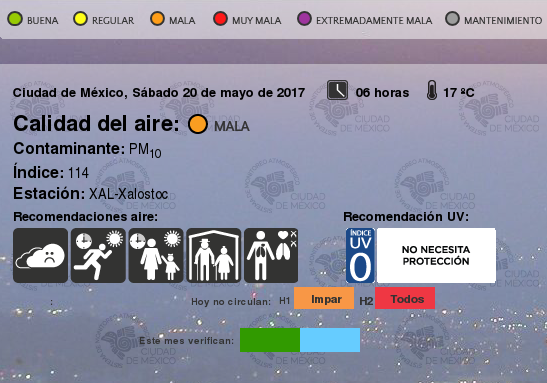 BUENA REGULAR MALA MUY MALA EXTREMADAMENTE MALA MANTENIMIENTO
Ciudad de México, Sábado 20 de mayo de 2017 06 horas 17 ºC
Calidad del aire: MALA
Contaminante: PM10
Índice: 114
Estación: XAL-Xalostoc
Recomendaciones aire: Recomendación UV:
ÍNDICE
UV
0
NO NECESITA
PROTECCIÓN
: Hoy no circulan: H1 Impar H2 Todos
Este mes verifican:
CIUDAD
DE MÉXICO